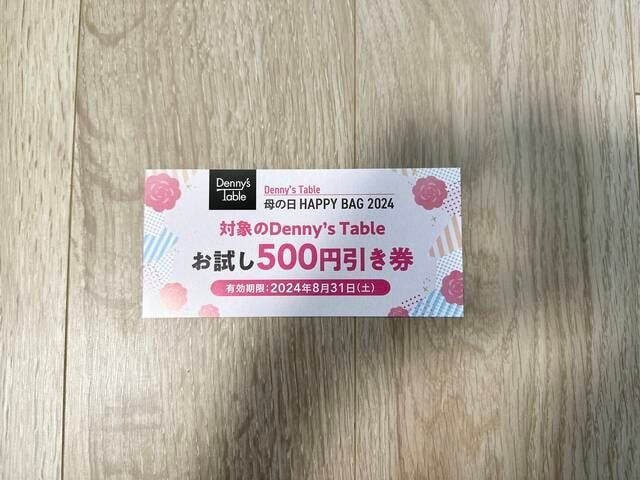 Denny's
Table
Denny's Table
母の日 HAPPY BAG 2024
対象のDenny's Table
お試し500円引き券
有効期限:2024年8月31日(土)